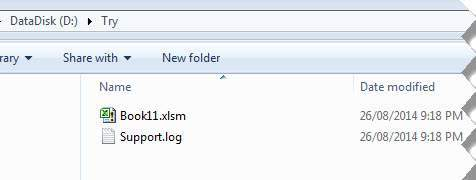 DataDisk (D:) Try
rary Share with New folder
Name Date modified
Book11.xlsm 26/08/2014 9:18 PM
Support.log 26/08/2014 9:18 PM